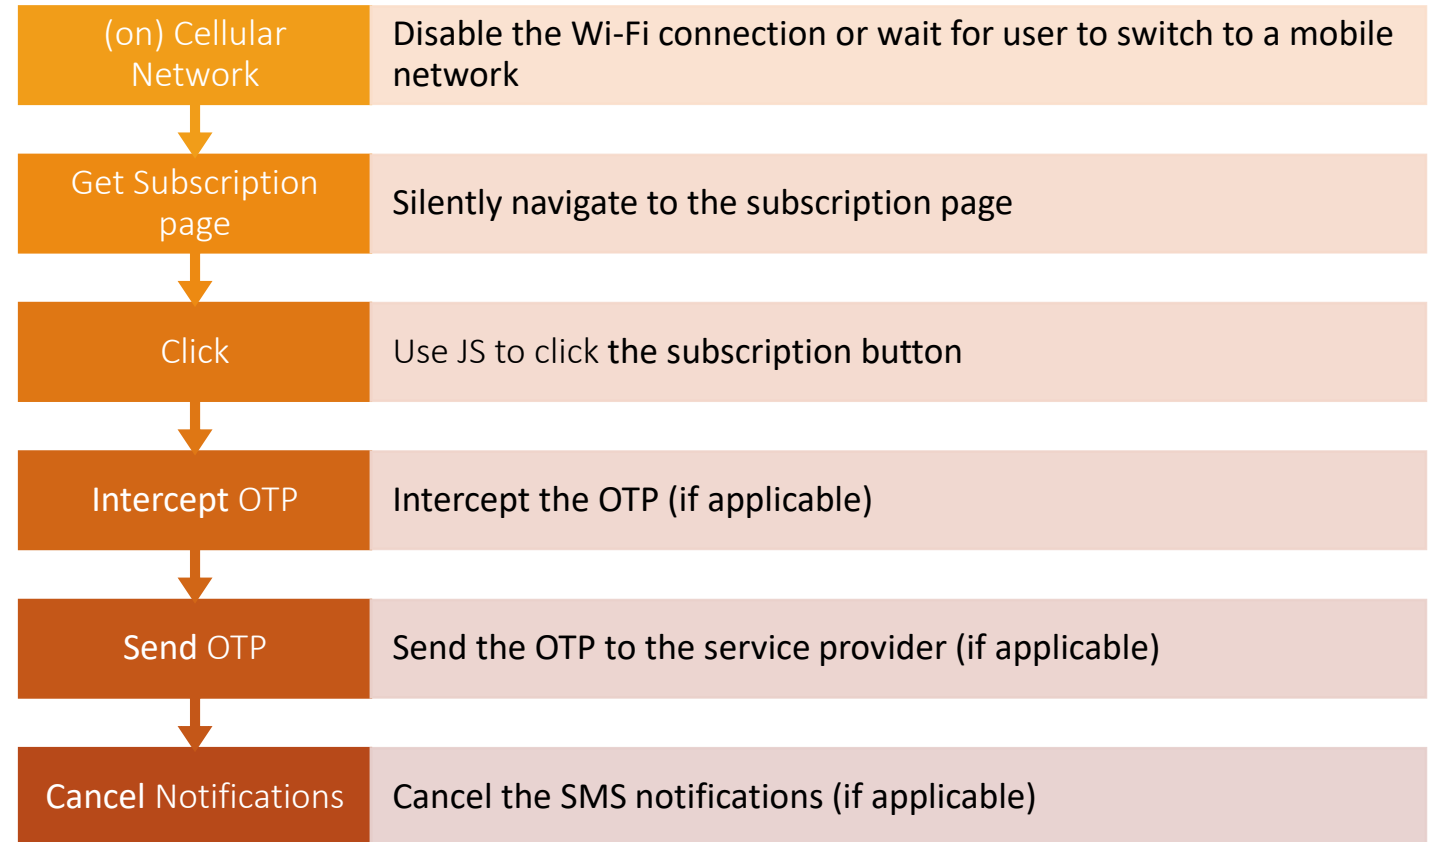 (on) Cellular
Network
Disable the Wi-Fi connection or wait for user to switch to a mobile
network
Get Subscription
page
Silently navigate to the subscription page
Click
Use JS to click the subscription button
Intercept OTP
Intercept the OTP (if applicable)
Send OTP
Send the OTP to the service provider (if applicable)
Cancel Notifications
Cancel the SMS notifications (if applicable)